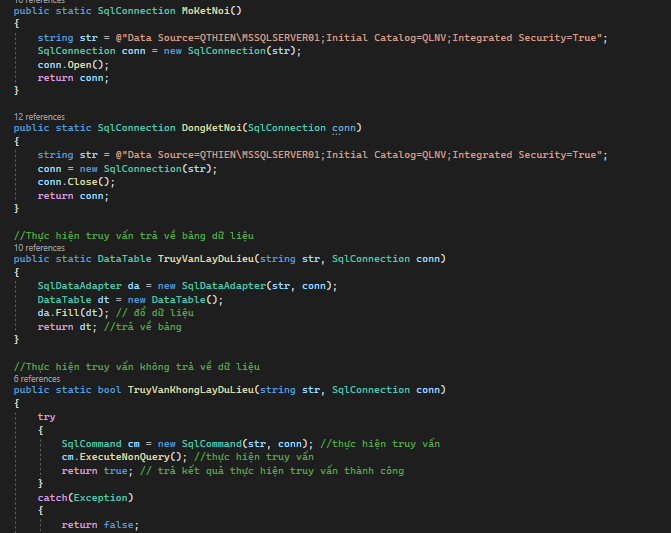 public static SqlConnection MoKetNoi()
{
string str = @"Data Source=QTHIEN\MSSQLSERVER01;Initial Catalog=QLNV;Integrated Security=True";
SqlConnection conn = new SqlConnection(str);
conn.Open();
return conn;
}
12 references
public static SqlConnection DongKetNoi(SqlConnection conn)
{
string str = @"Data Source=QTHIEN\MSSQLSERVER01;Initial Catalog=QLNV;Integrated Security=True";
conn = new SqlConnection(str);
conn.Close();
return conn;
}
//Thực hiện truy vấn trả về bảng dữ liệu
10 references
public static DataTable TruyVanLayDuLieu(string str, SqlConnection conn)
{
SqlDataAdapter da = new SqlDataAdapter(str, conn);
DataTable dt = new DataTable();
da.Fill(dt); // đổ dữ liệu
return dt; //trả về bảng
}
//Thực hiện truy vấn không trả về dữ liệu
6 references
public static bool TruyVanKhongLayDuLieu(string str, SqlConnection conn)
{
try
{
SqlCommand cm = new SqlCommand(str, conn); //thực hiện truy vấn
cm.ExecuteNonQuery(); //thực hiện truy vấn
return true; // trả kết quả thực hiện truy vấn thành công
}
catch(Exception)
{
return false;